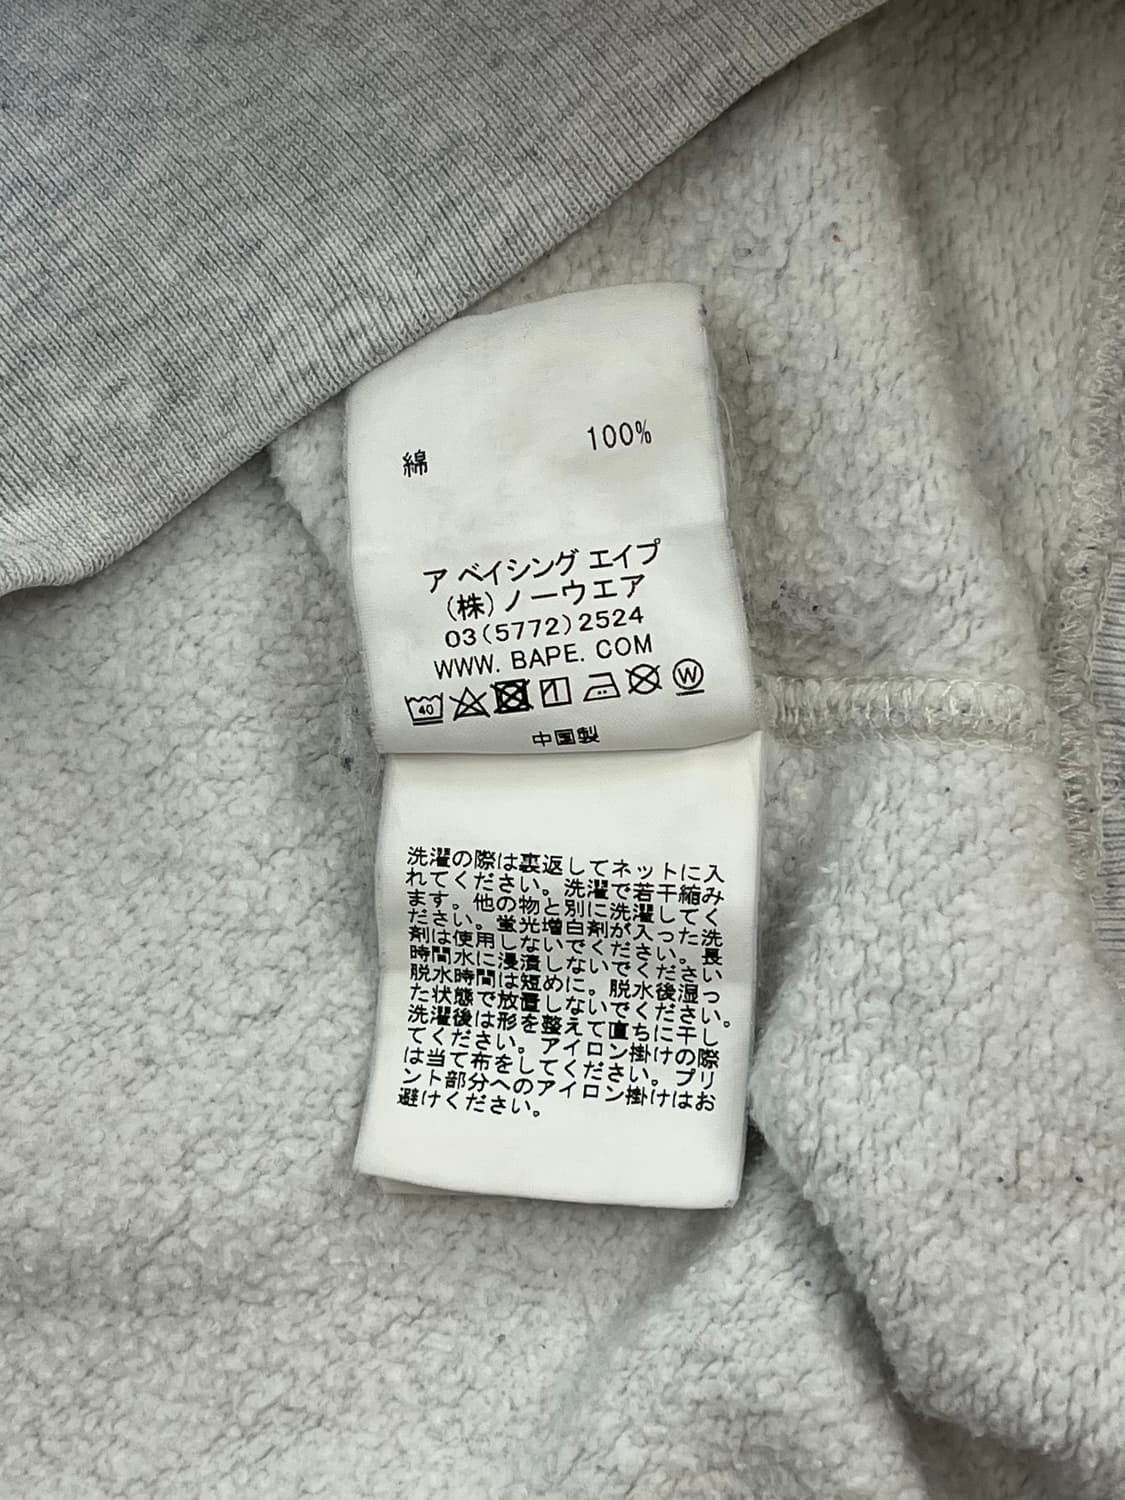 綿 100%
ア ベイシング エイプ
(株)ノーウエア
03(5772)2524
WWW. BAPE. COM
40 W
中国製
洗濯の際は裏返してネットに入
れてください。洗濯で若干縮み
ます。他の物と別に洗濯してく
ださい。蛍光増白剤が入った洗
剤は使用しないでください。長
時間水に浸漬しないでください
脱水時間は短めに。脱水後湿っ
た状態で放置しないでください。
洗濯後は形を整えて直ちに干し
てください。アイロン掛けの際
は当て布をしてください。プリ
ント部分へのアイロン掛けはお
避けください。